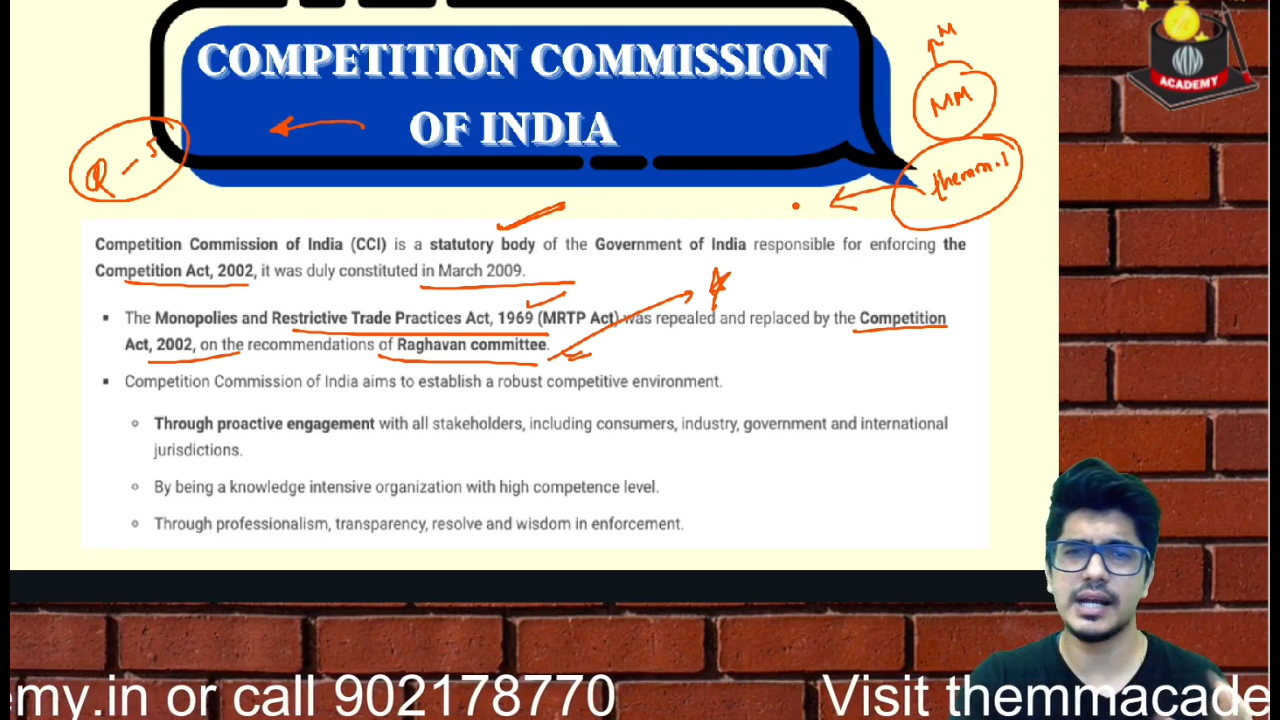 COMPETITION COMMISSION
OF INDIA
MM
ACADEMY
MM
Q-5
Competition Commission of India (CCI) is a statutory body of the Government of India responsible for enforcing the
Competition Act, 2002, it was duly constituted in March 2009.
▪ The Monopolies and Restrictive Trade Practices Act, 1969 (MRTP Act) was repealed and replaced by the Competition
Act, 2002, on the recommendations of Raghavan committee.
▪ Competition Commission of India aims to establish a robust competitive environment.
○ Through proactive engagement with all stakeholders, including consumers, industry, government and international
jurisdictions.
○ By being a knowledge intensive organization with high competence level.
○ Through professionalism, transparency, resolve and wisdom in enforcement.
emy.in or call 902178770 Visit themmacade